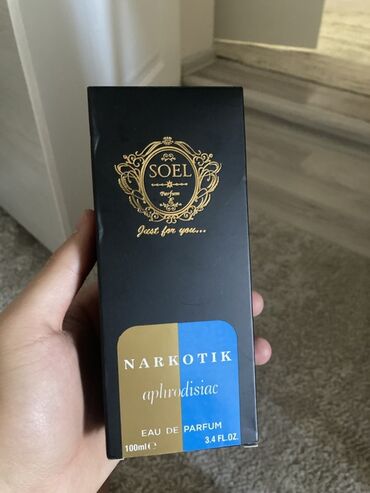 SOEL
Parfum
Just for you...
NARKOTIK
aphrodisiac
EAU DE PARFUM
100ml e 3.4 FL.OZ.